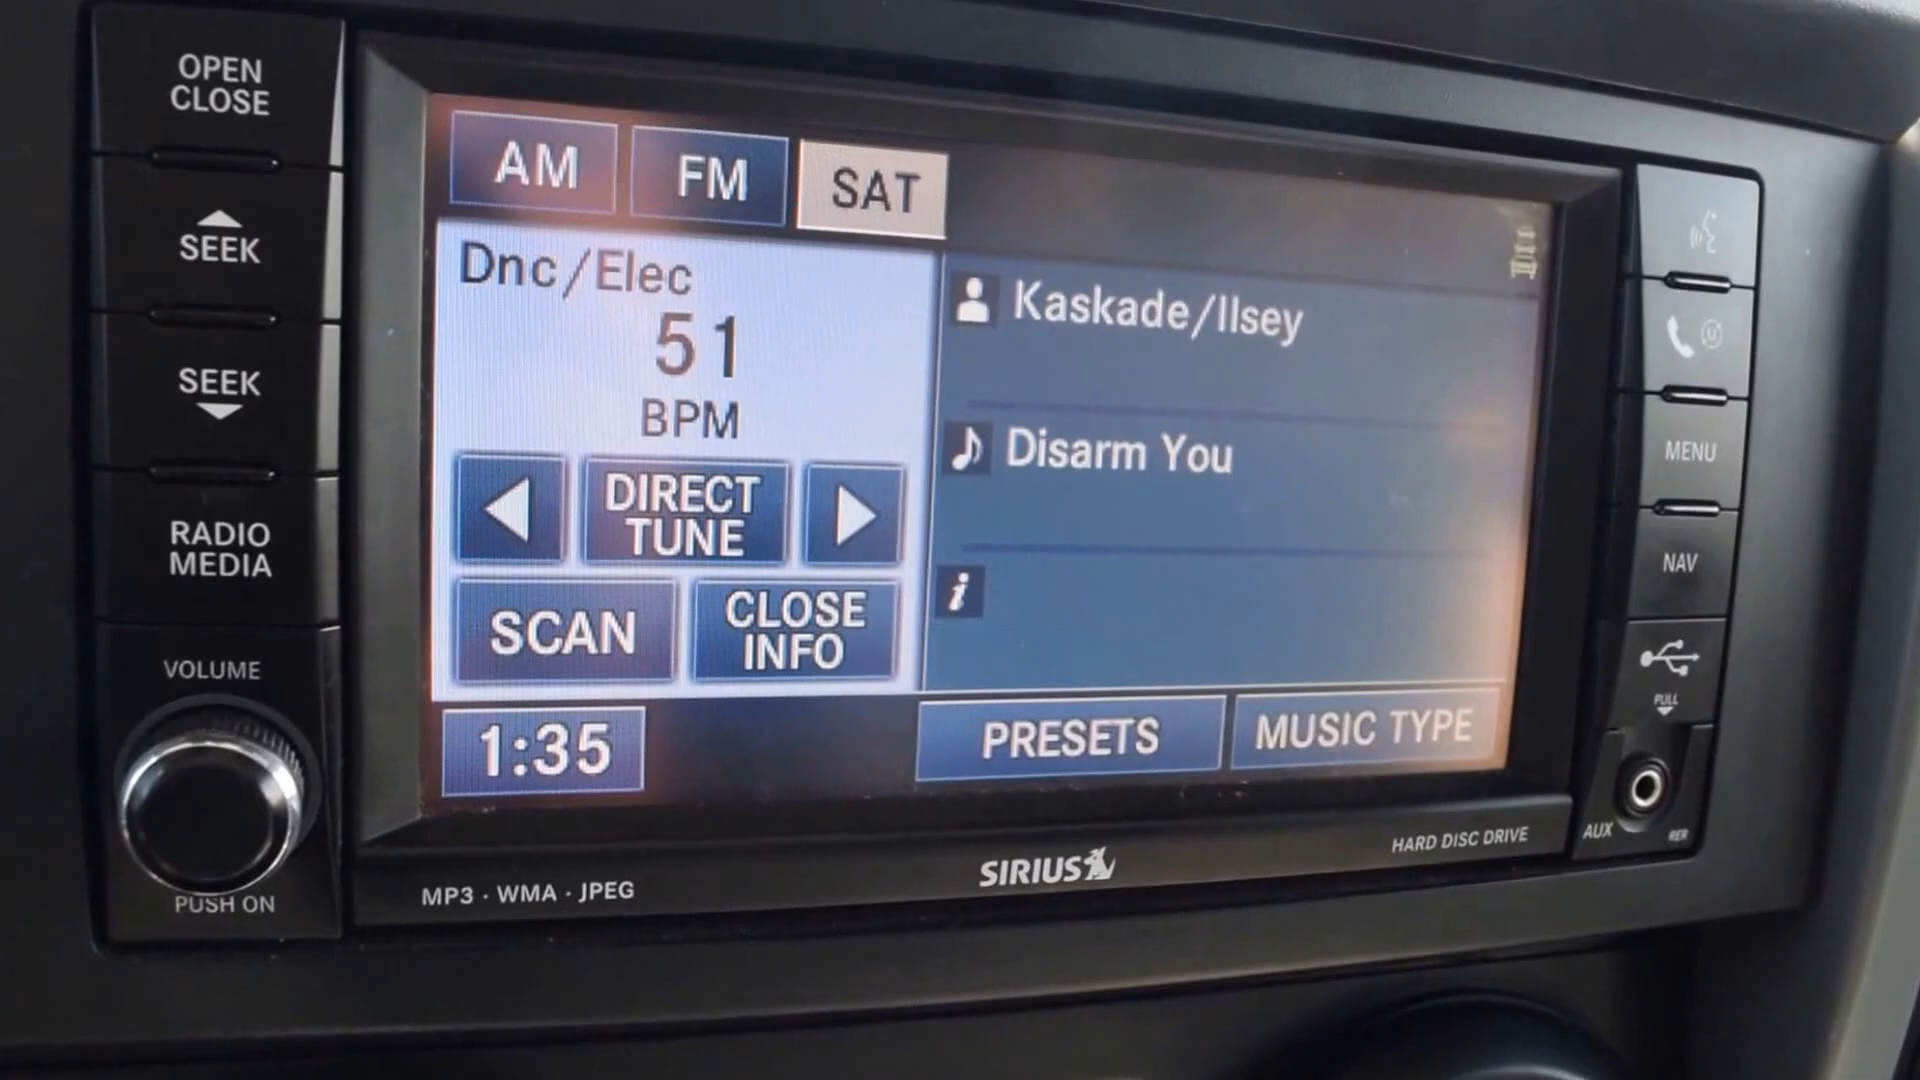 OPEN
CLOSE
SEEK
SEEK
RADIO
MEDIA
VOLUME
PUSH ON
AM
FM
SAT
Dnc/Elec
51
BPM
DIRECT
TUNE
SCAN
CLOSE
INFO
Kaskade/Ilsey
Disarm You
i
1:35
PRESETS
MUSIC TYPE
MP3 · WMA · JPEG
SIRIUS
HARD DISC DRIVE
MENU
NAV
PULL
AUX